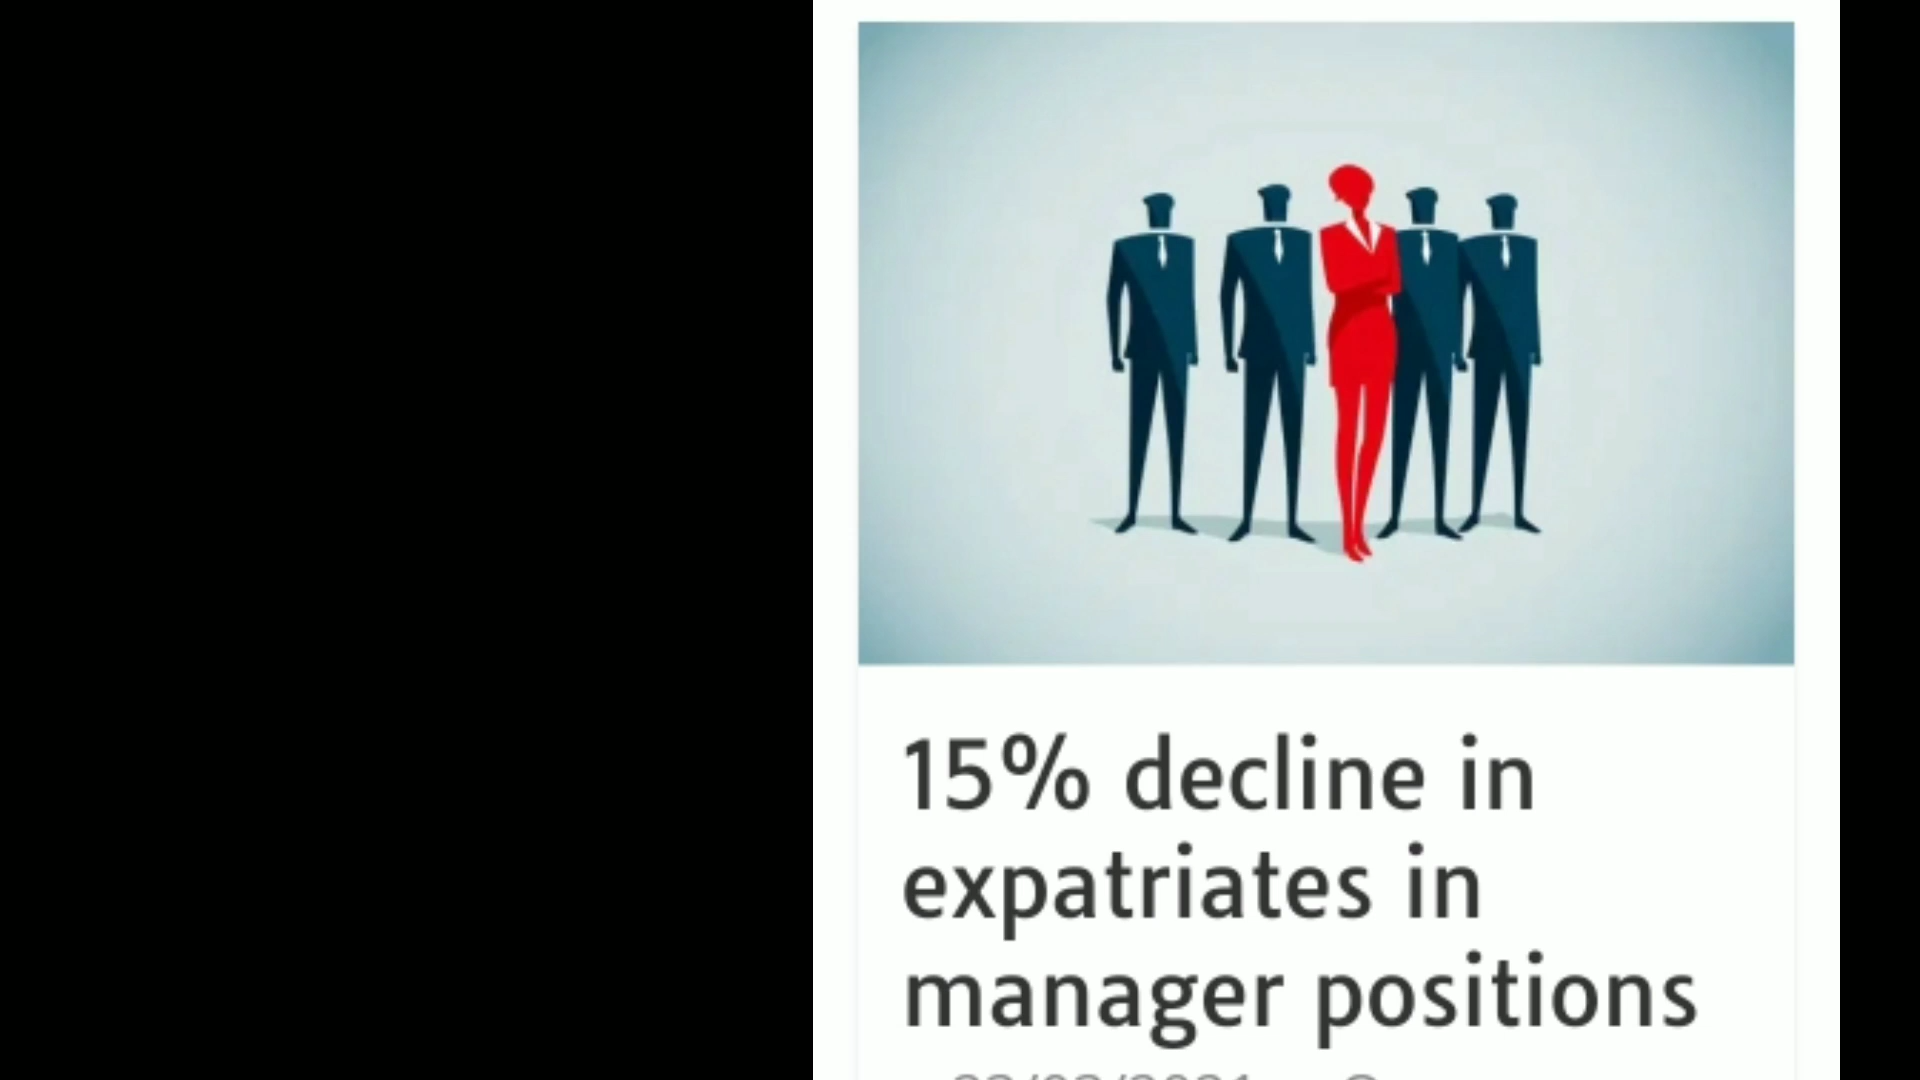 15% decline in
expatriates in
manager positions